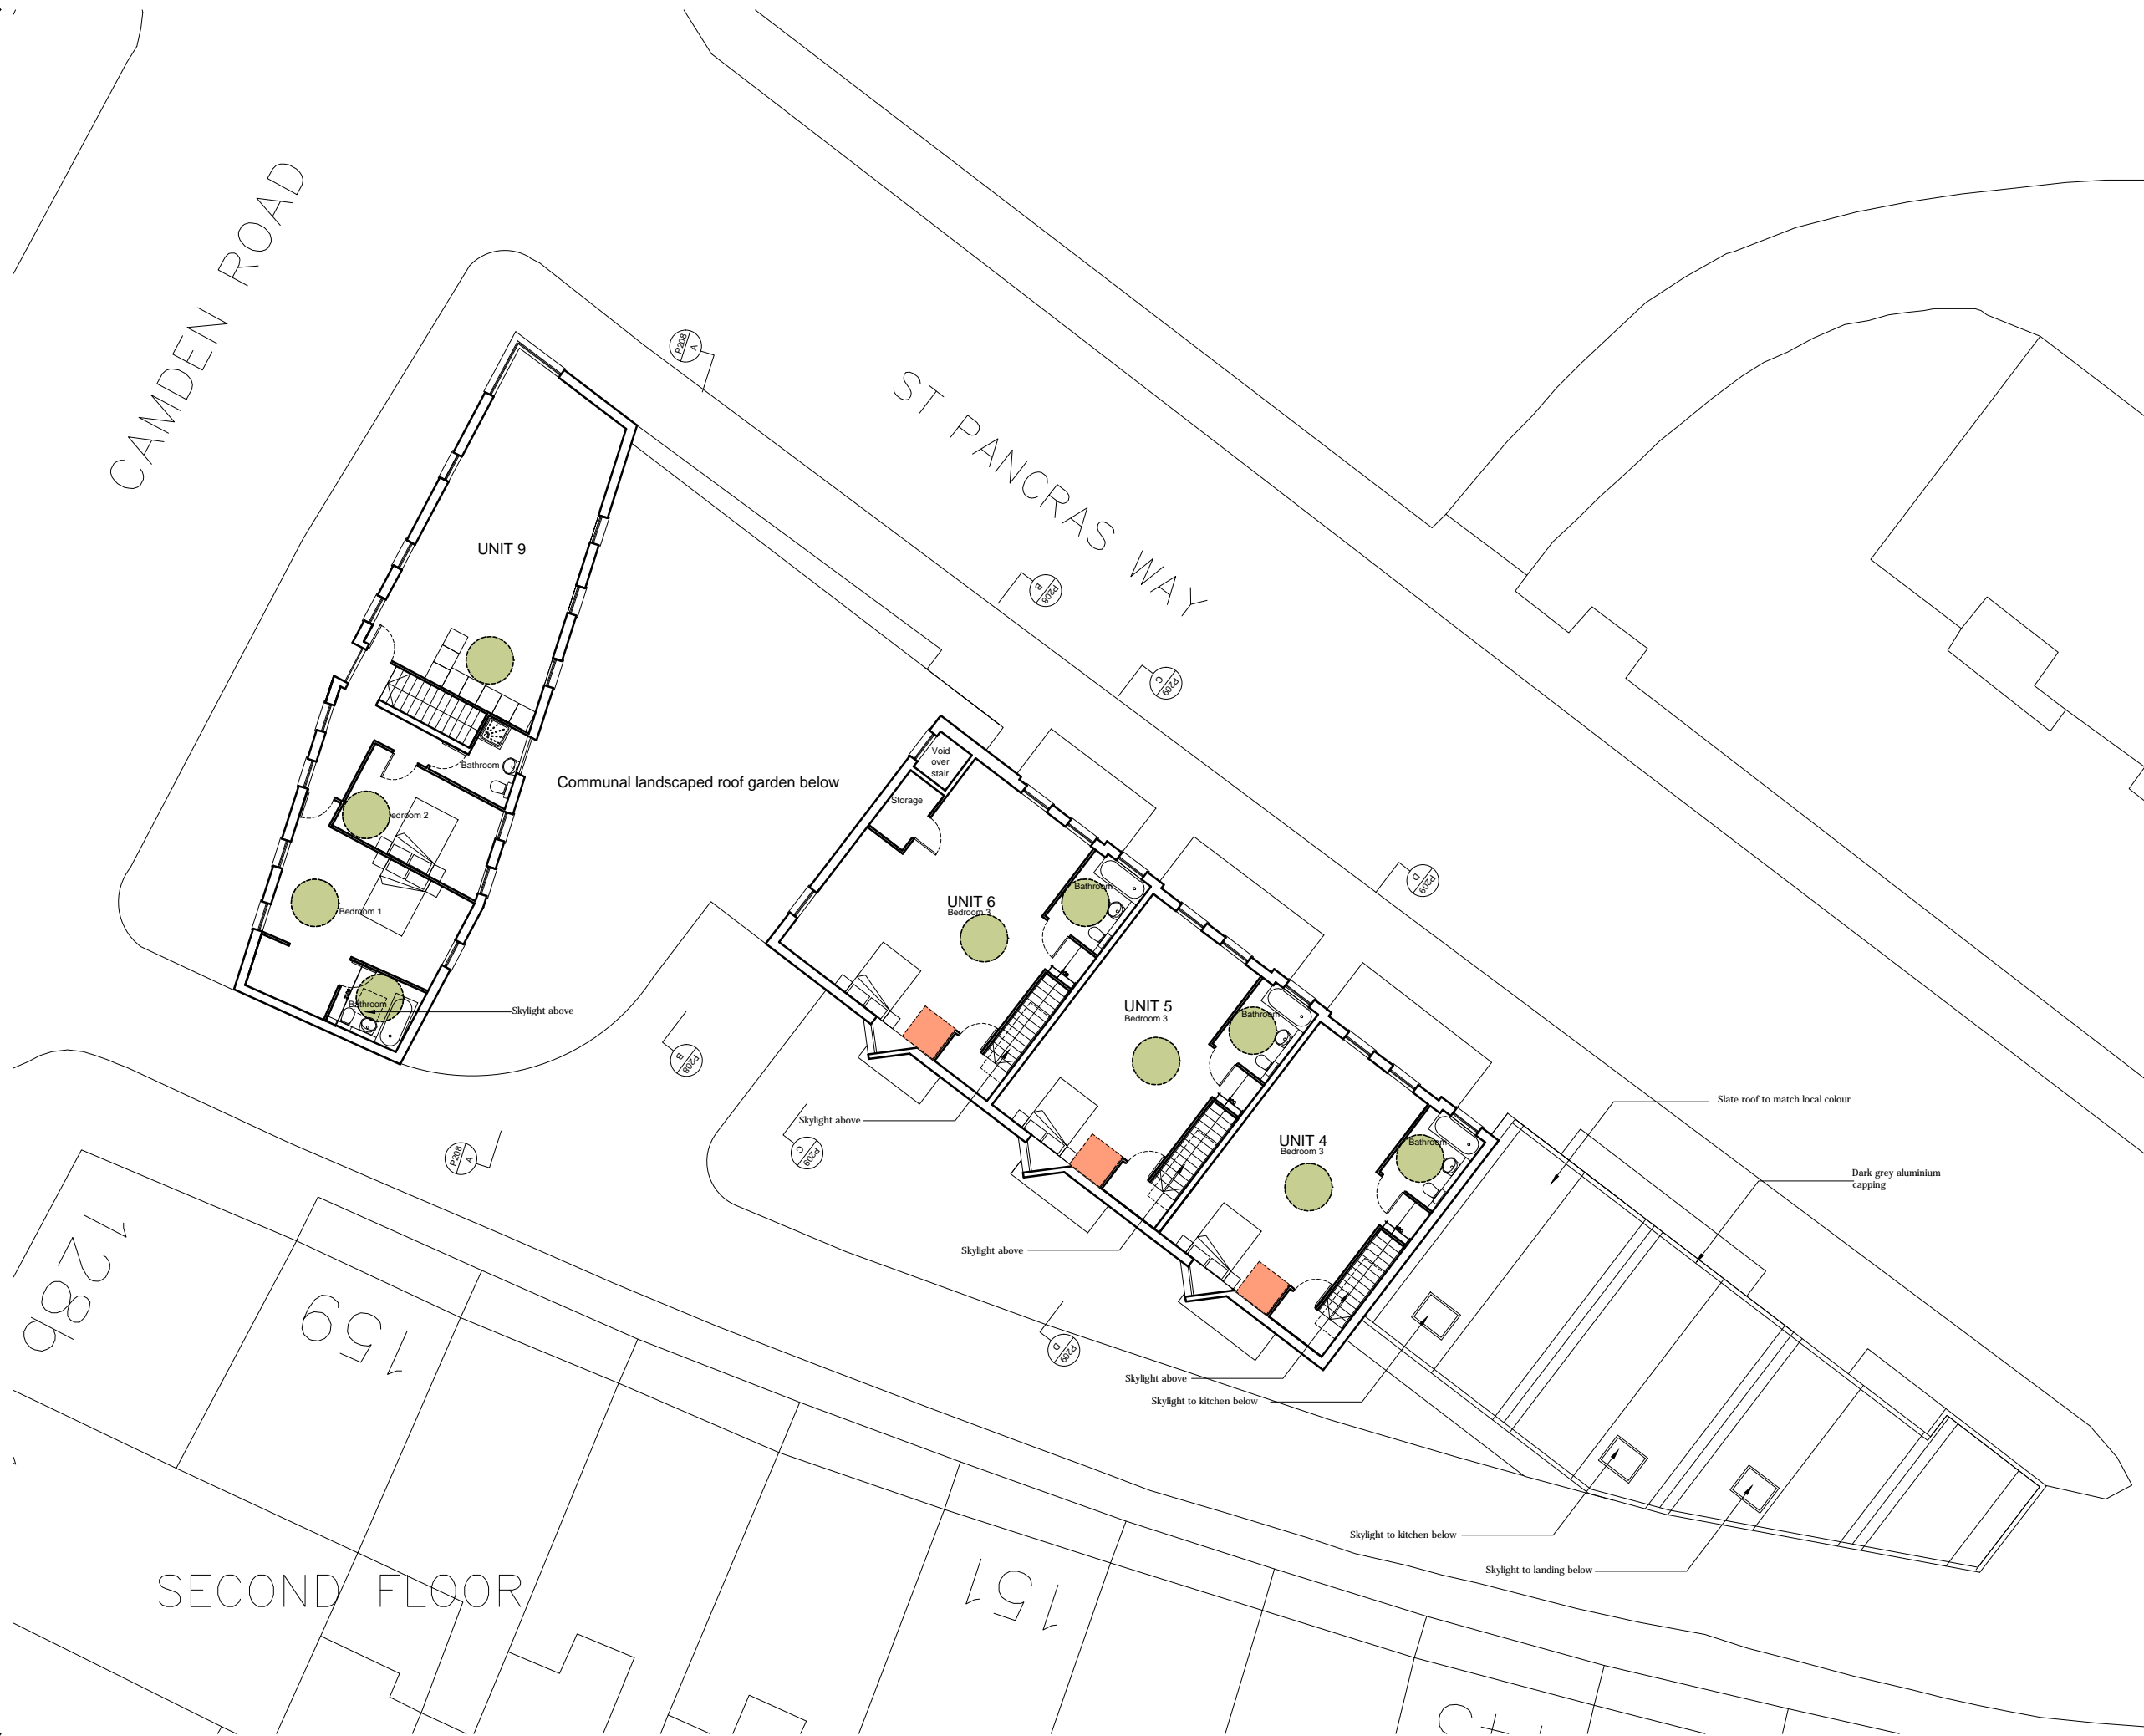 CAMDEN ROAD
ST PANCRAS WAY
P208
A
UNIT 9
P208
B
P209
C
Void
over
stair
Bathroom
Communal landscaped roof garden below
Storage
edroom 2
P209
D
Bathroom
UNIT 6
Bedroom 3
Bedroom 1
Bathroom
Skylight above
UNIT 5
Bedroom 3
Bathroom
P208
B
Skylight above
Slate roof to match local colour
P208
A
P209
C
UNIT 4
Bedroom 3
Bathroom
Dark grey aluminium
capping
Skylight above
128b
159
P209
D
Skylight above
Skylight to kitchen below
Skylight to kitchen below
Skylight to landing below
SECOND FLOOR
151